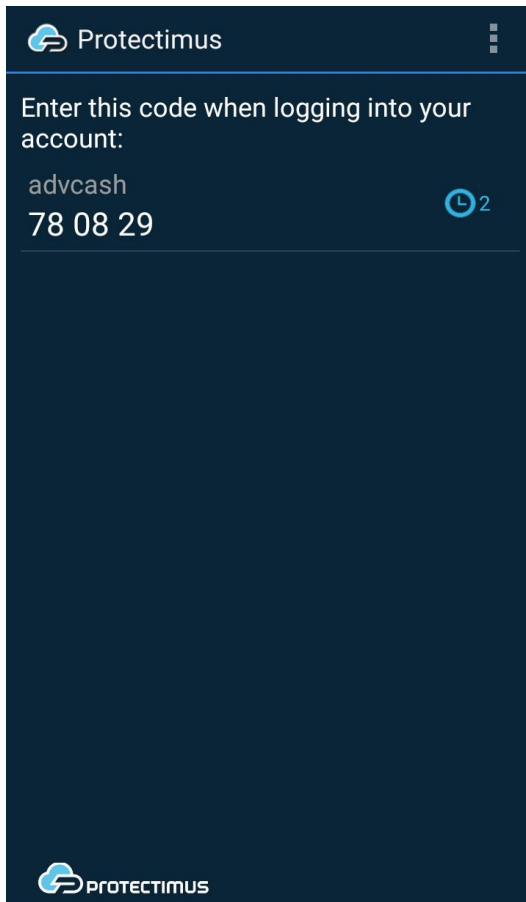 Protectimus
Enter this code when logging into your
account:
advcash
78 08 29
2
PROTECTIMUS